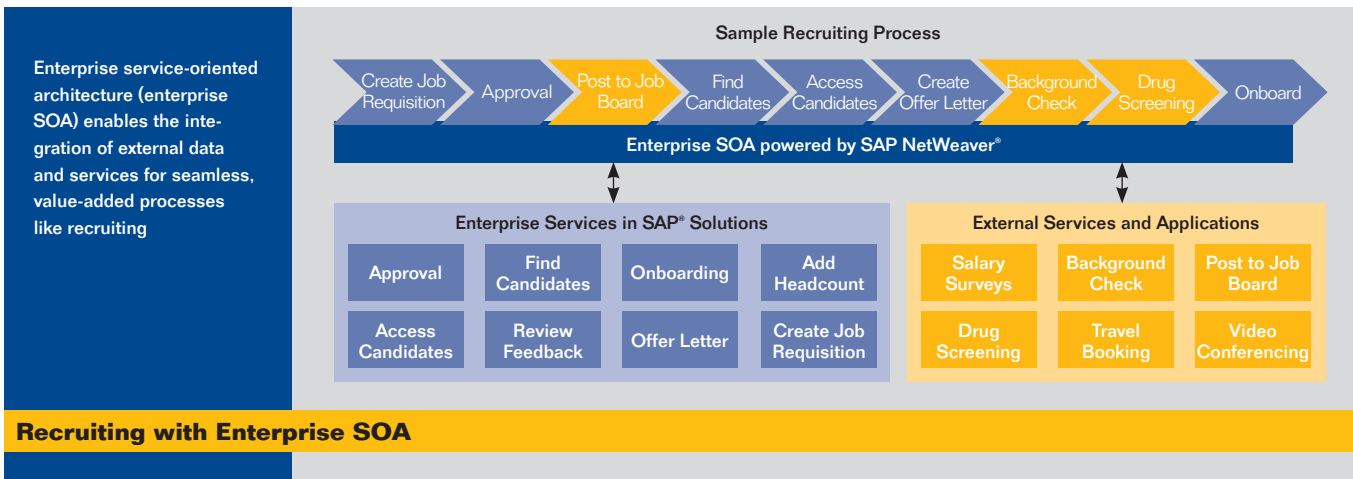 Enterprise service-oriented
architecture (enterprise
SOA) enables the inte-
gration of external data
and services for seamless,
value-added processes
like recruiting
Sample Recruiting Process
Create Job
Requisition
Approval
Post to Job
Board
Find
Candidates
Access
Candidates
Create
Offer Letter
Background
Check
Drug
Screening
Onboard
Enterprise SOA powered by SAP NetWeaver®
Enterprise Services in SAP® Solutions
Approval
Find
Candidates
Onboarding
Add
Headcount
Access
Candidates
Review
Feedback
Offer Letter
Create Job
Requisition
External Services and Applications
Salary
Surveys
Background
Check
Post to Job
Board
Drug
Screening
Travel
Booking
Video
Conferencing
Recruiting with Enterprise SOA